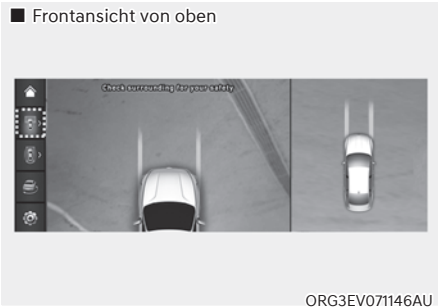 ■ Frontansicht von oben
Check surrounding for your safety
ORG3EV071146AU